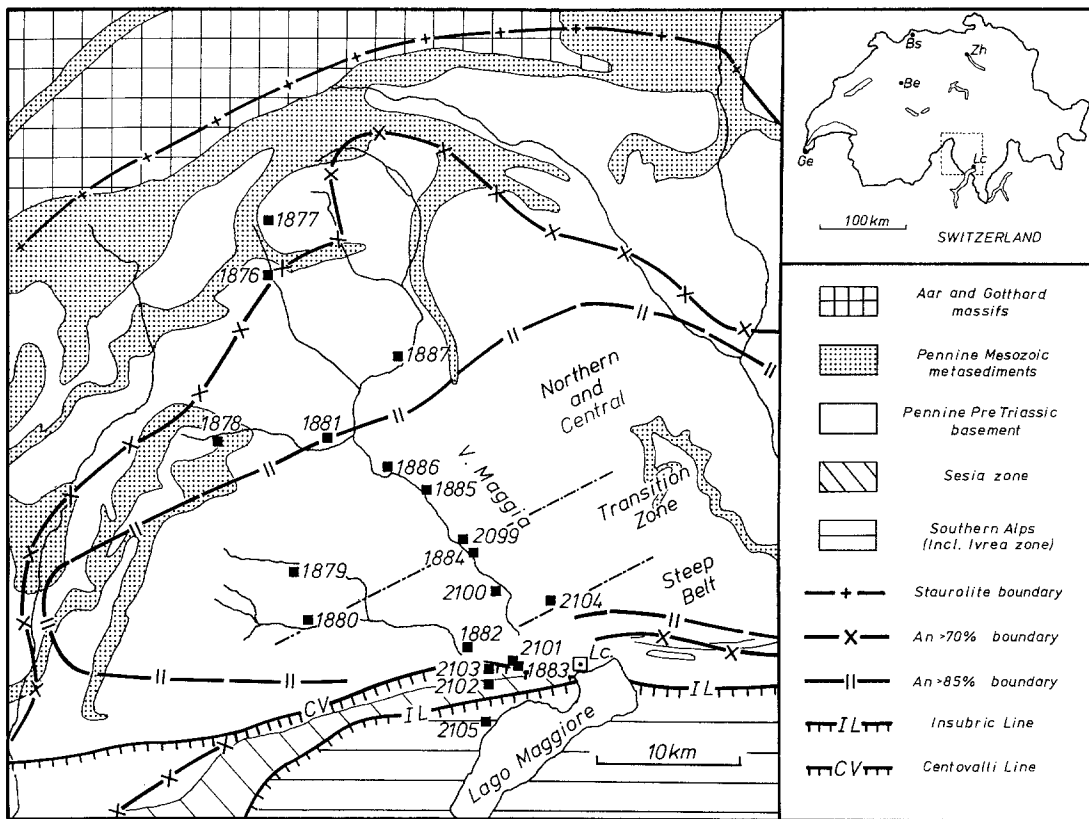 1877
1876
1887
1878
1881
1886
1885
V. Maggia
Northern
and
Central
Transition
Zone
Steep
Belt
2099
1884
1879
2100
2104
1880
1882
2101
Lc
2103
1883
2102
CV
IL
IL
2105
Lago Maggiore
10km
Bs
Zh
Be
Ge
Lc
100km
SWITZERLAND
Aar and Gotthard
massifs
Pennine Mesozoic
metasediments
Pennine Pre Triassic
basement
Sesia zone
Southern Alps
(Incl. Ivrea zone)
Staurolite boundary
An >70% boundary
An >85% boundary
IL
Insubric Line
CV
Centovalli Line